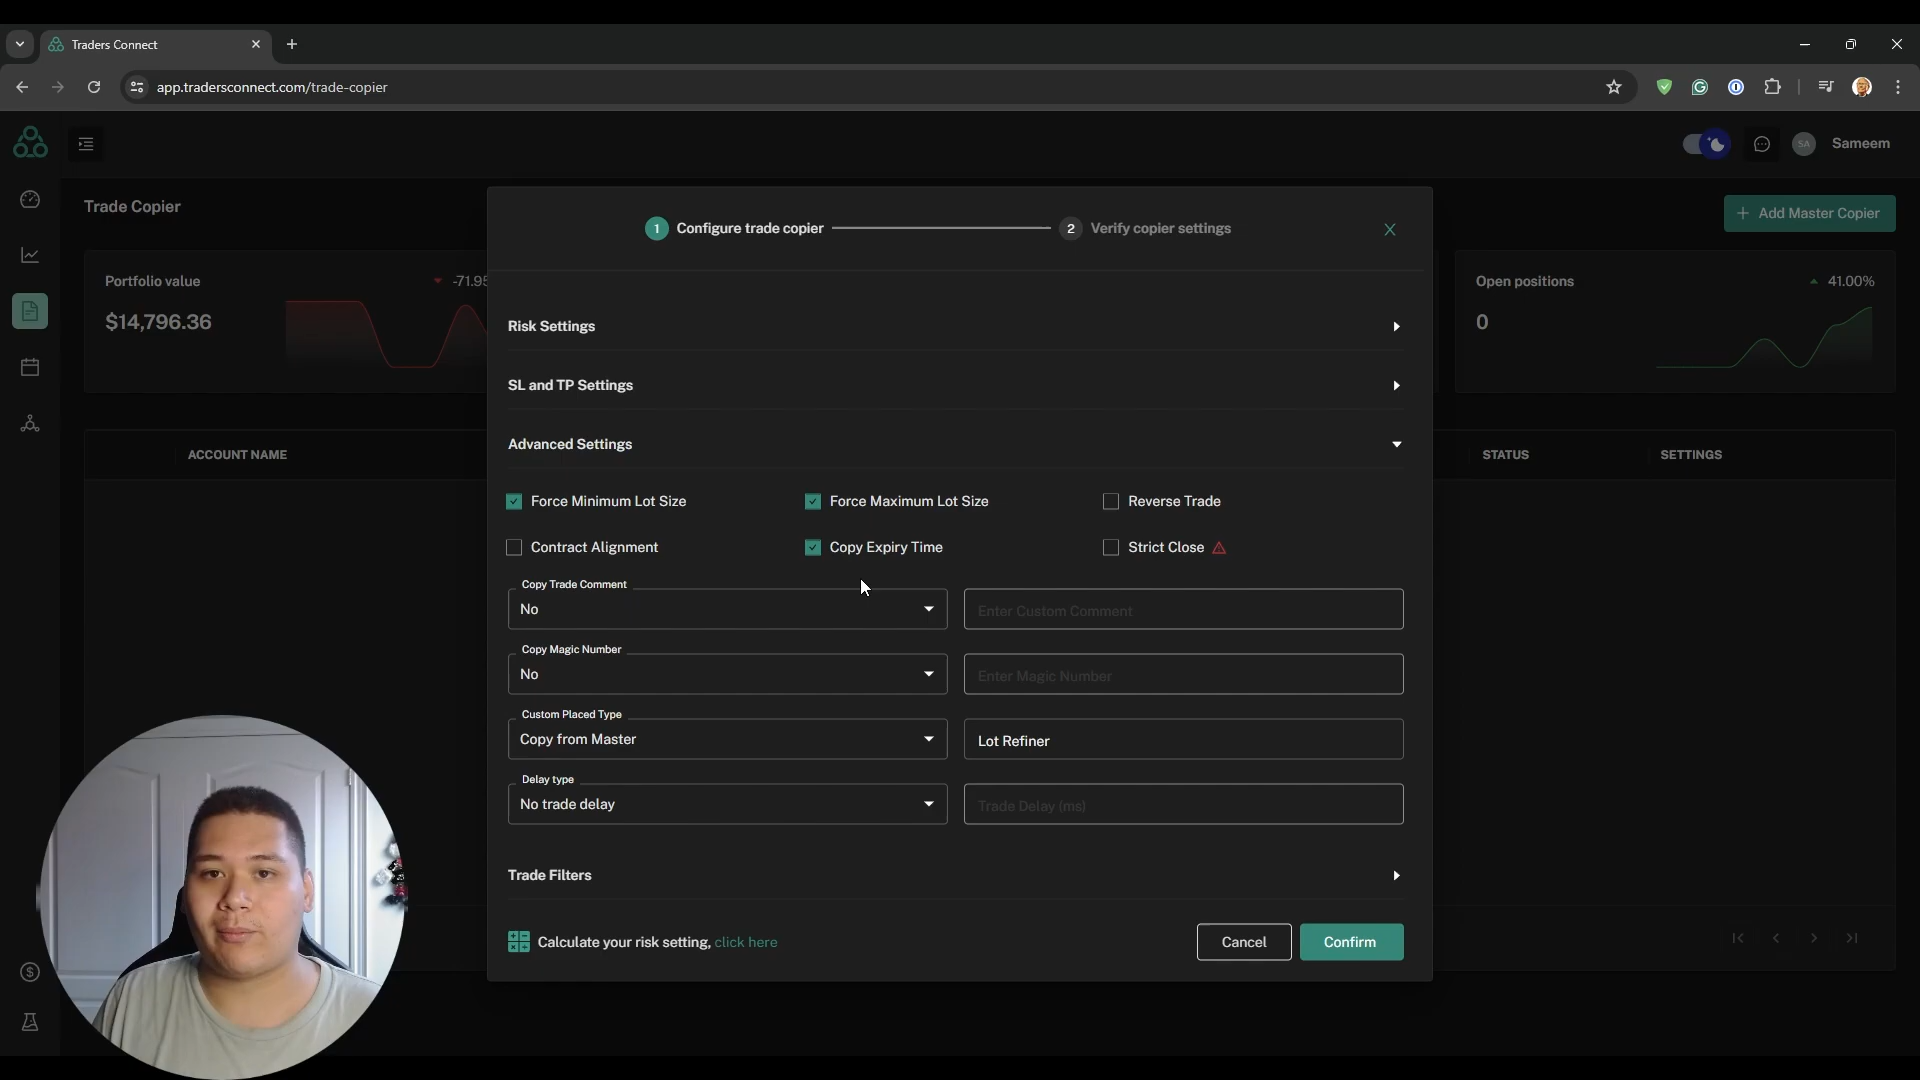 Traders Connect
app.tradersconnect.com/trade-copier
SA
Sameem
Trade Copier
+ Add Master Copier
1 Configure trade copier
2 Verify copier settings
X
Portfolio value
-71.95
$14,796.36
Open positions
41.00%
0
Risk Settings
SL and TP Settings
Advanced Settings
ACCOUNT NAME
STATUS
SETTINGS
Force Minimum Lot Size
Force Maximum Lot Size
Reverse Trade
Contract Alignment
Copy Expiry Time
Strict Close
Copy Trade Comment
No
Enter Custom Comment
Copy Magic Number
No
Enter Magic Number
Custom Placed Type
Copy from Master
Lot Refiner
Delay type
No trade delay
Trade Delay (ms)
Trade Filters
Calculate your risk setting, click here
Cancel
Confirm